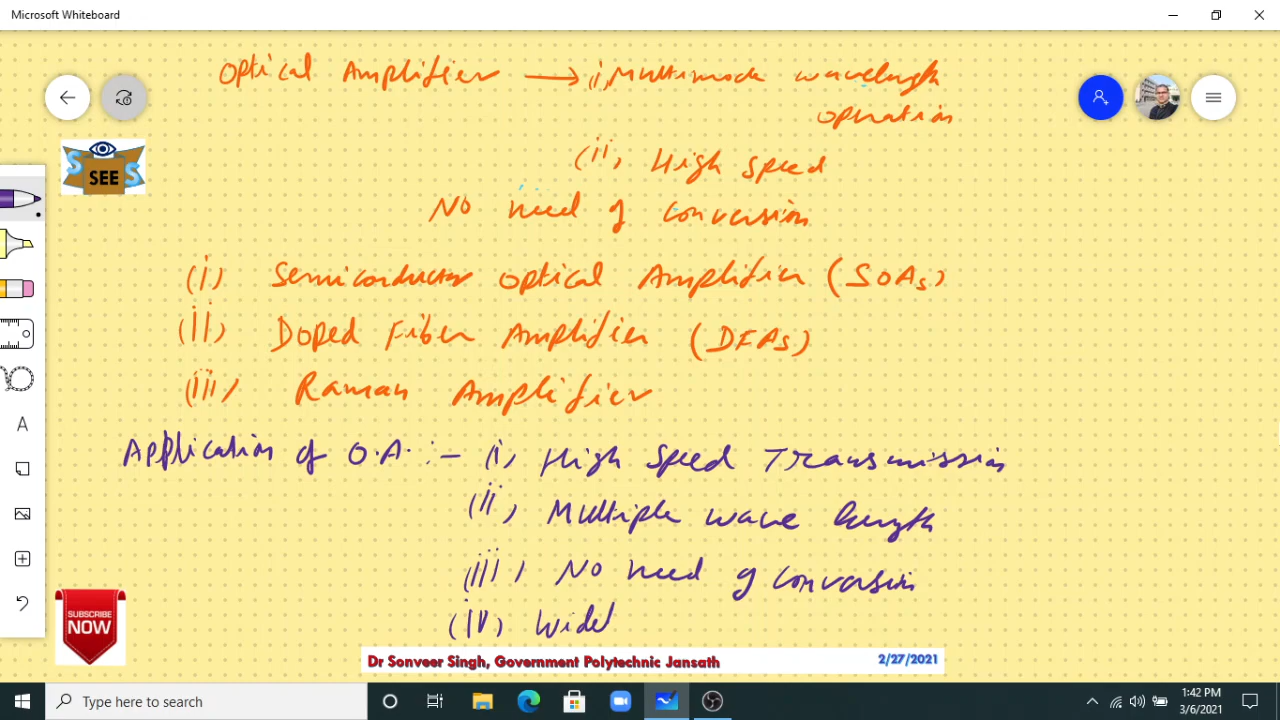 Microsoft Whiteboard
Optical Amplifier → (i) Multimode wavelength
operation
(ii) High Speed
No need of conversion
(i) Semiconductor Optical Amplifier (SOAs)
(ii) Doped Fiber Amplifier (DFAs)
(iii) Raman Amplifier
Application of O.A. :- (i) High Speed Transmission
(ii) Multiple wave length
(iii) No need of conversion
(iv) Widel
S SEE S
SUBSCRIBE
NOW
Dr Sonveer Singh, Government Polytechnic Jansath
2/27/2021
Type here to search
1:42 PM
3/6/2021